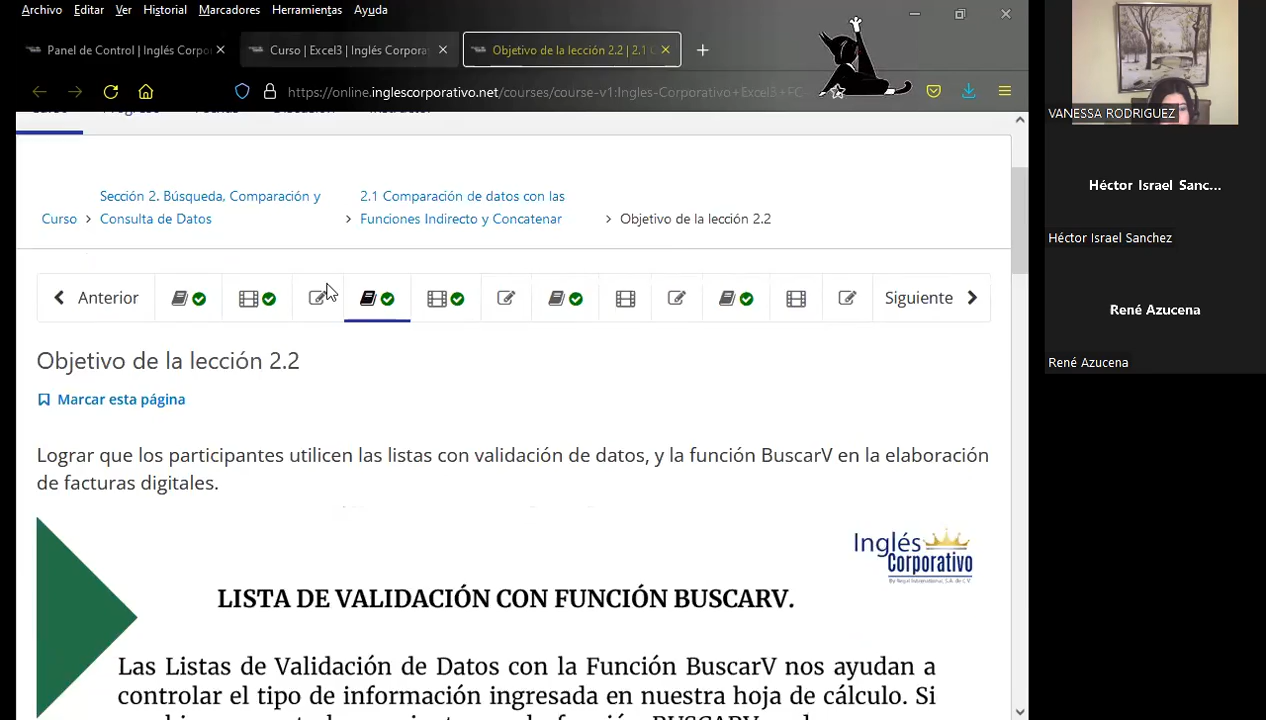 Archivo Editar Ver Historial Marcadores Herramientas Ayuda
Panel de Control | Inglés Corpo
Curso | Excel3 | Inglés Corpora
Objetivo de la lección 2.2 | 2.1
https://online.inglescorporativo.net/courses/course-v1:Ingles-Corporativo+Excel3+FC-
Sección 2. Búsqueda, Comparación y
2.1 Comparación de datos con las
Curso > Consulta de Datos > Funciones Indirecto y Concatenar > Objetivo de la lección 2.2
Anterior
Siguiente
Objetivo de la lección 2.2
Marcar esta página
Lograr que los participantes utilicen las listas con validación de datos, y la función BuscarV en la elaboración
de facturas digitales.
Inglés
Corporativo
LISTA DE VALIDACIÓN CON FUNCIÓN BUSCARV.
Las Listas de Validación de Datos con la Función BuscarV nos ayudan a
controlar el tipo de información ingresada en nuestra hoja de cálculo. Si
VANESSA RODRIGUEZ
Héctor Israel Sanc...
Héctor Israel Sanchez
René Azucena
René Azucena